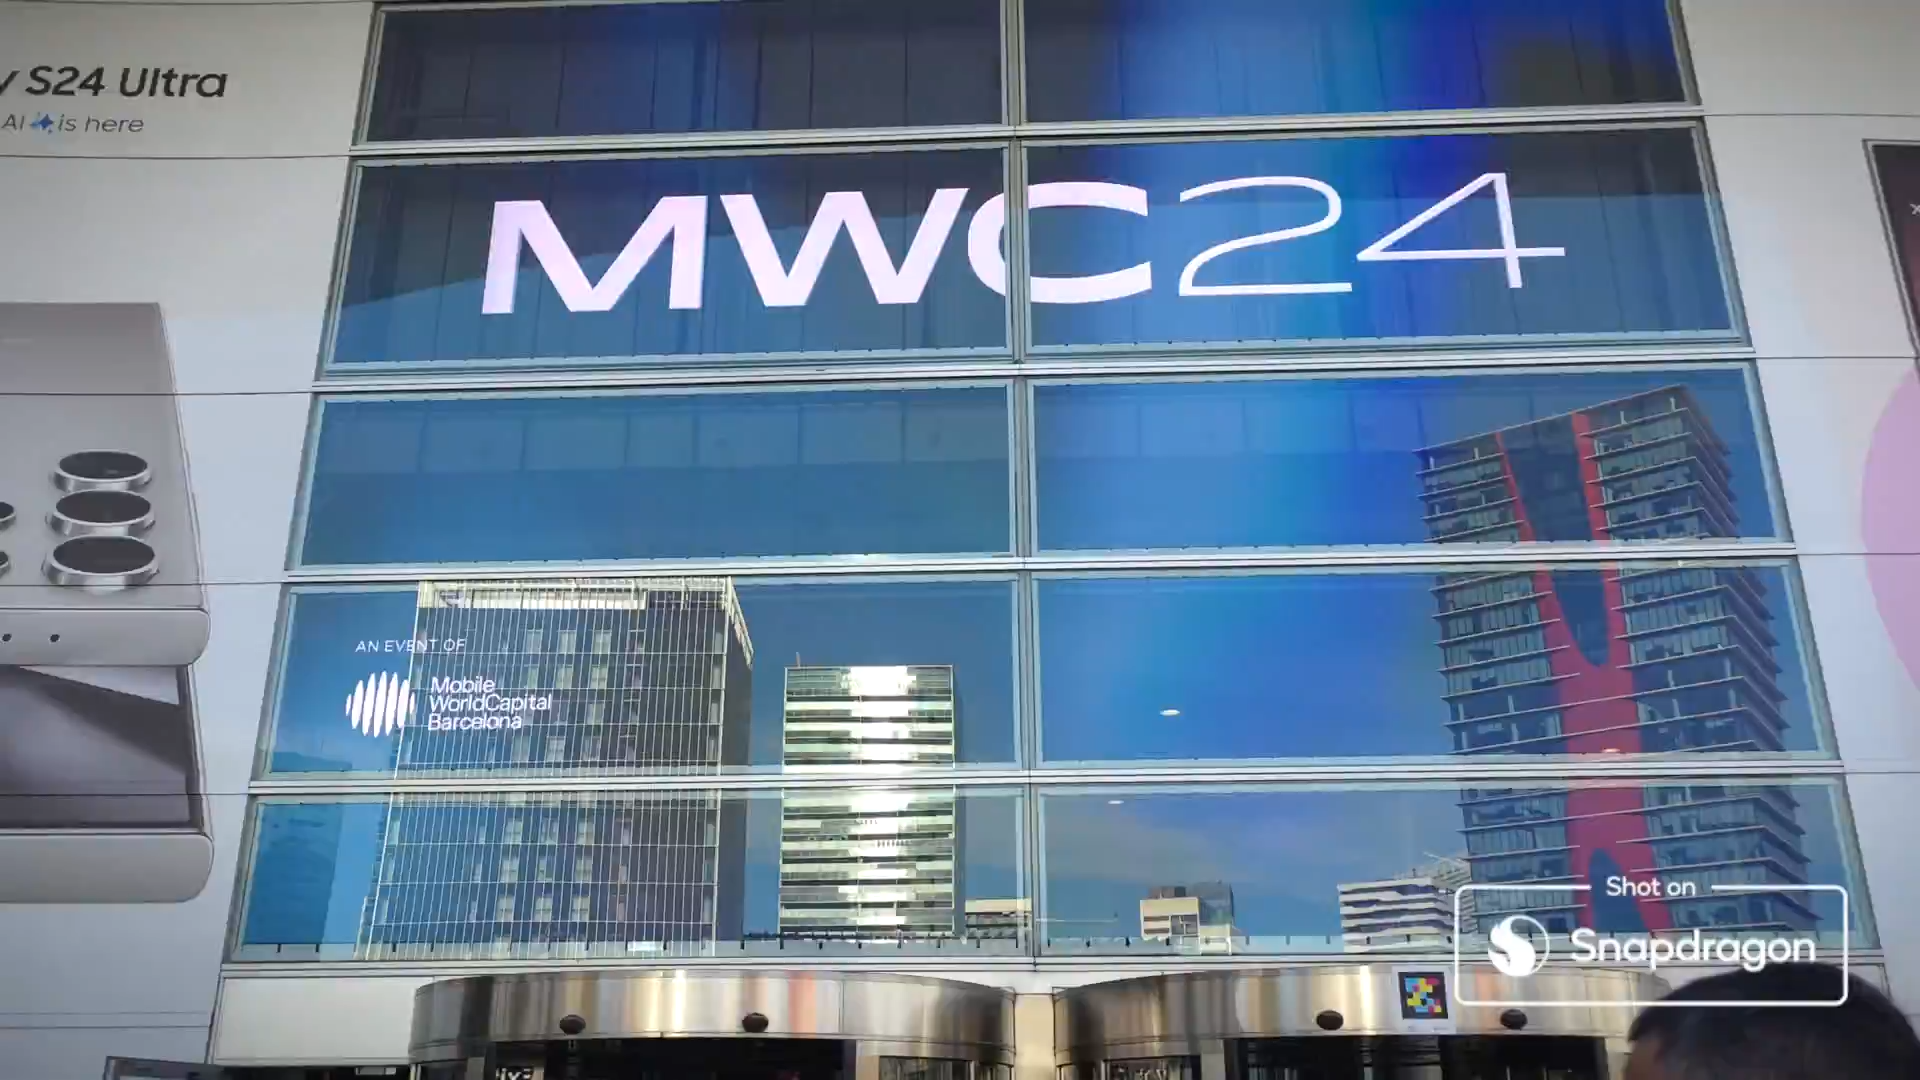 S24 Ultra
AI is here
MWC24
AN EVENT OF
Mobile
WorldCapital
Barcelona
Shot on
Snapdragon